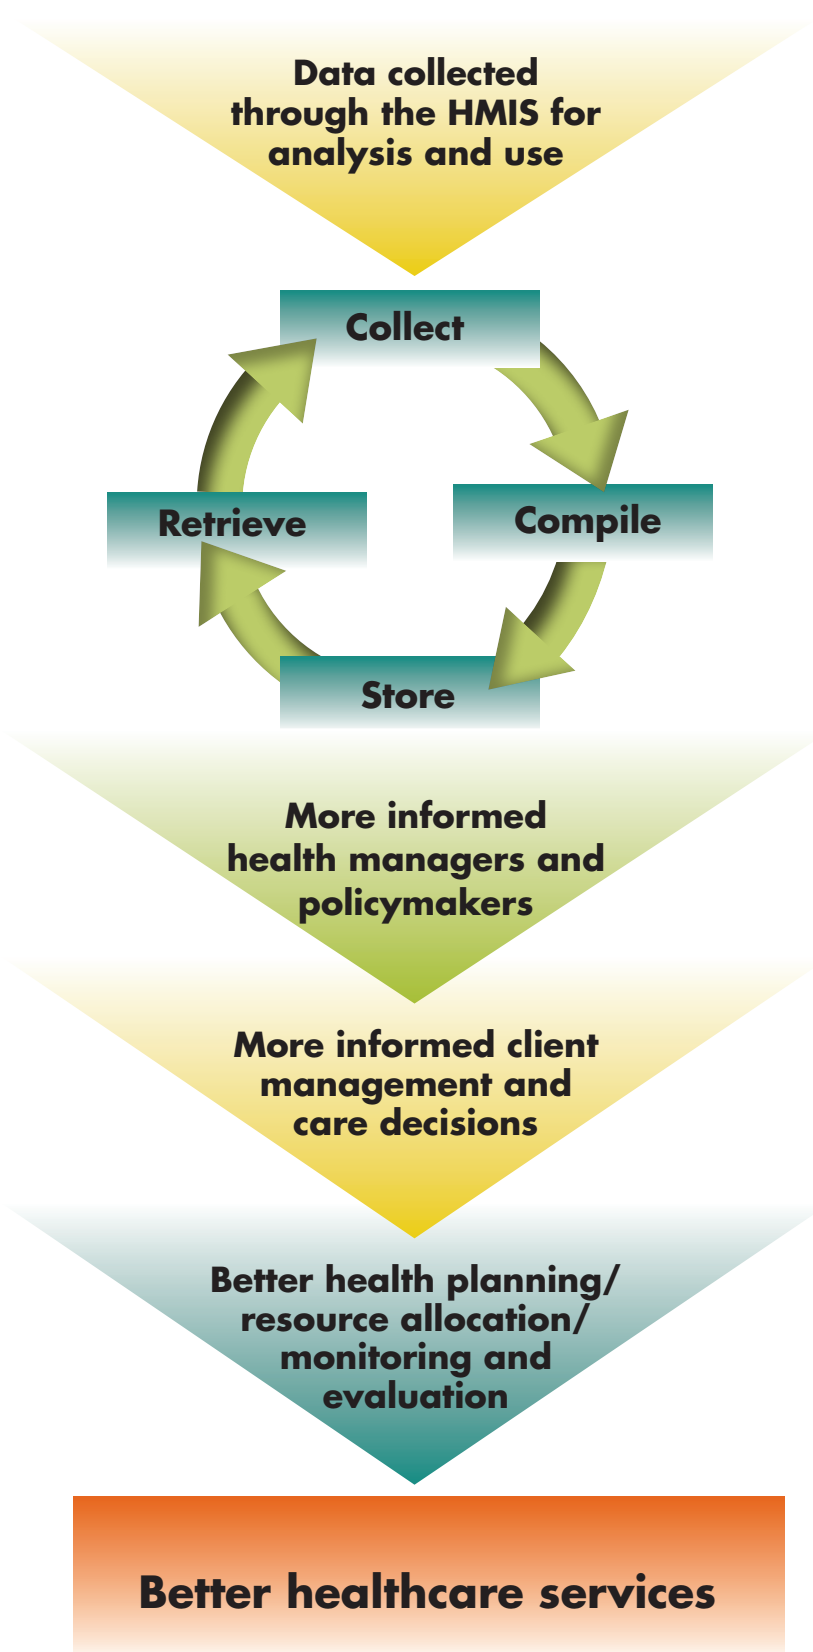 Data collected
through the HMIS for
analysis and use
Collect
Retrieve
Compile
Store
More informed
health managers and
policymakers
More informed client
management and
care decisions
Better health planning/
resource allocation/
monitoring and
evaluation
Better healthcare services